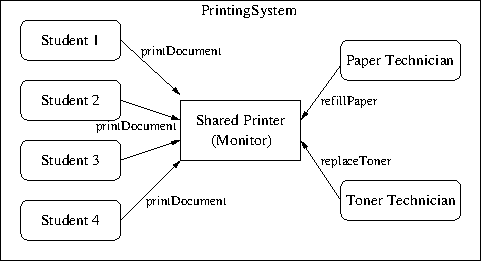 PrintingSystem
Student 1
printDocument
Paper Technician
Student 2
refillPaper
Shared Printer
(Monitor)
printDocument
Student 3
replaceToner
Student 4
printDocument
Toner Technician